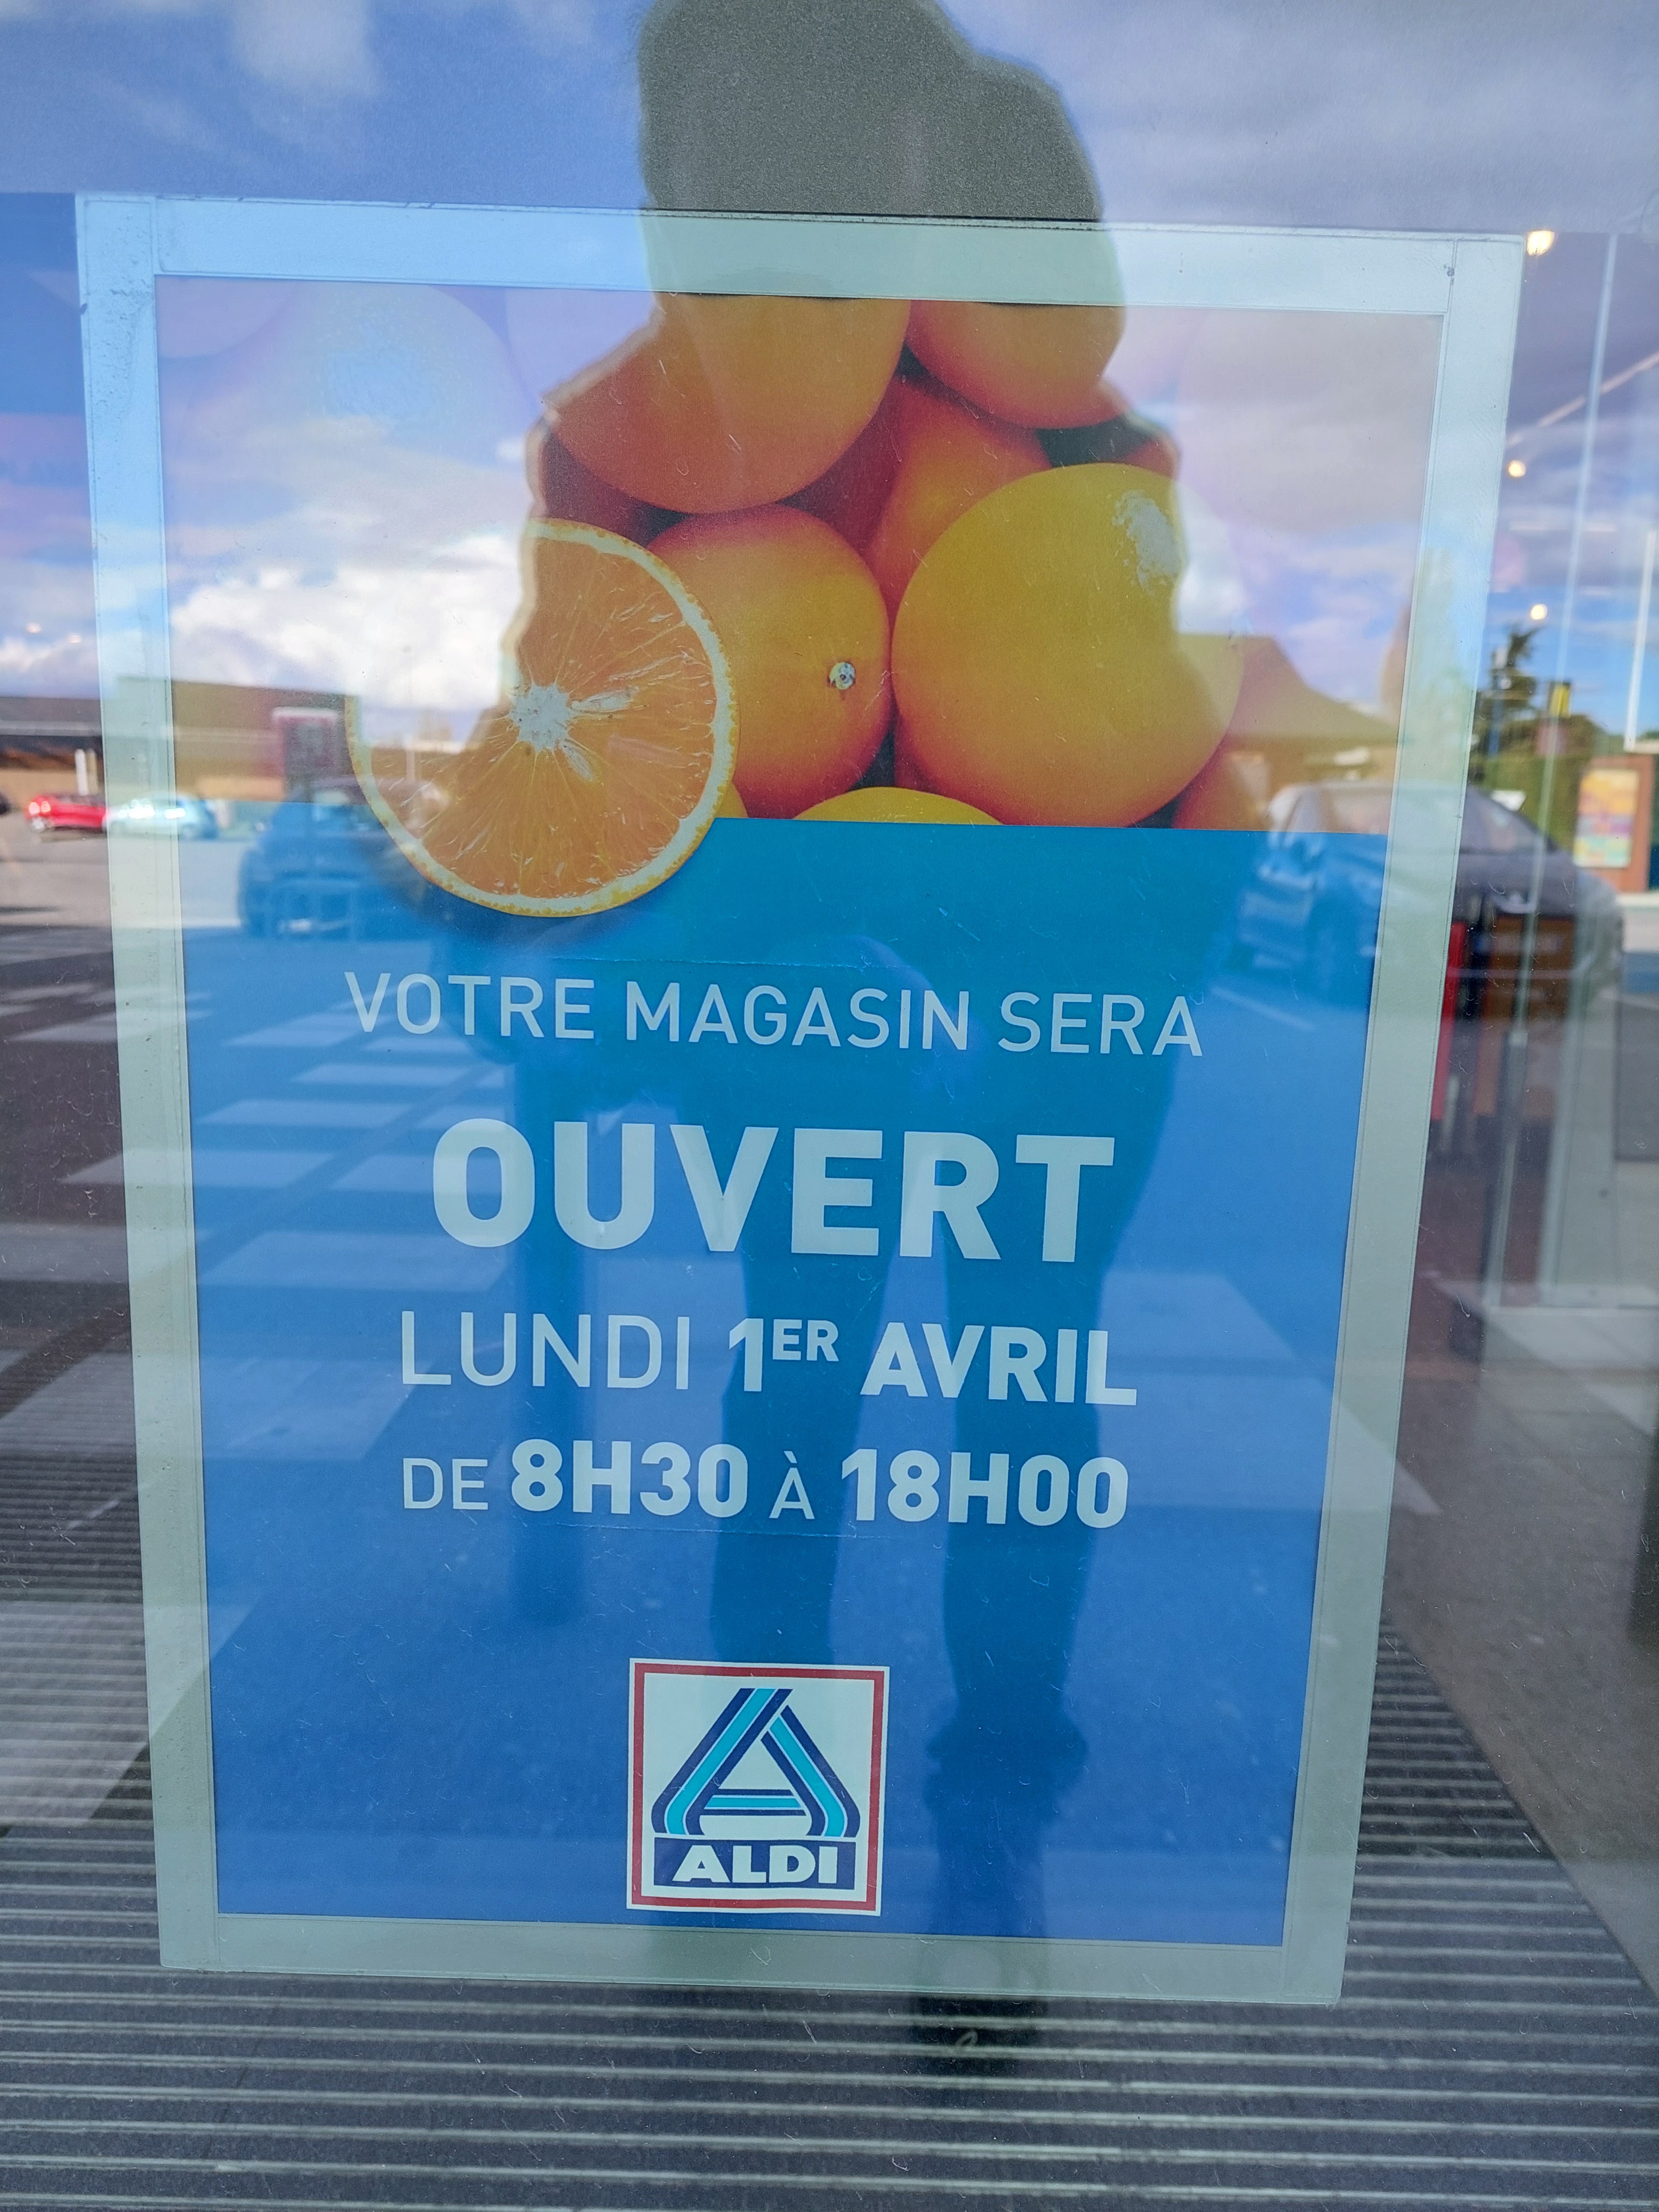 VOTRE MAGASIN SERA
OUVERT
LUNDI 1ER AVRIL
DE 8H30 À 18H00
ALDI